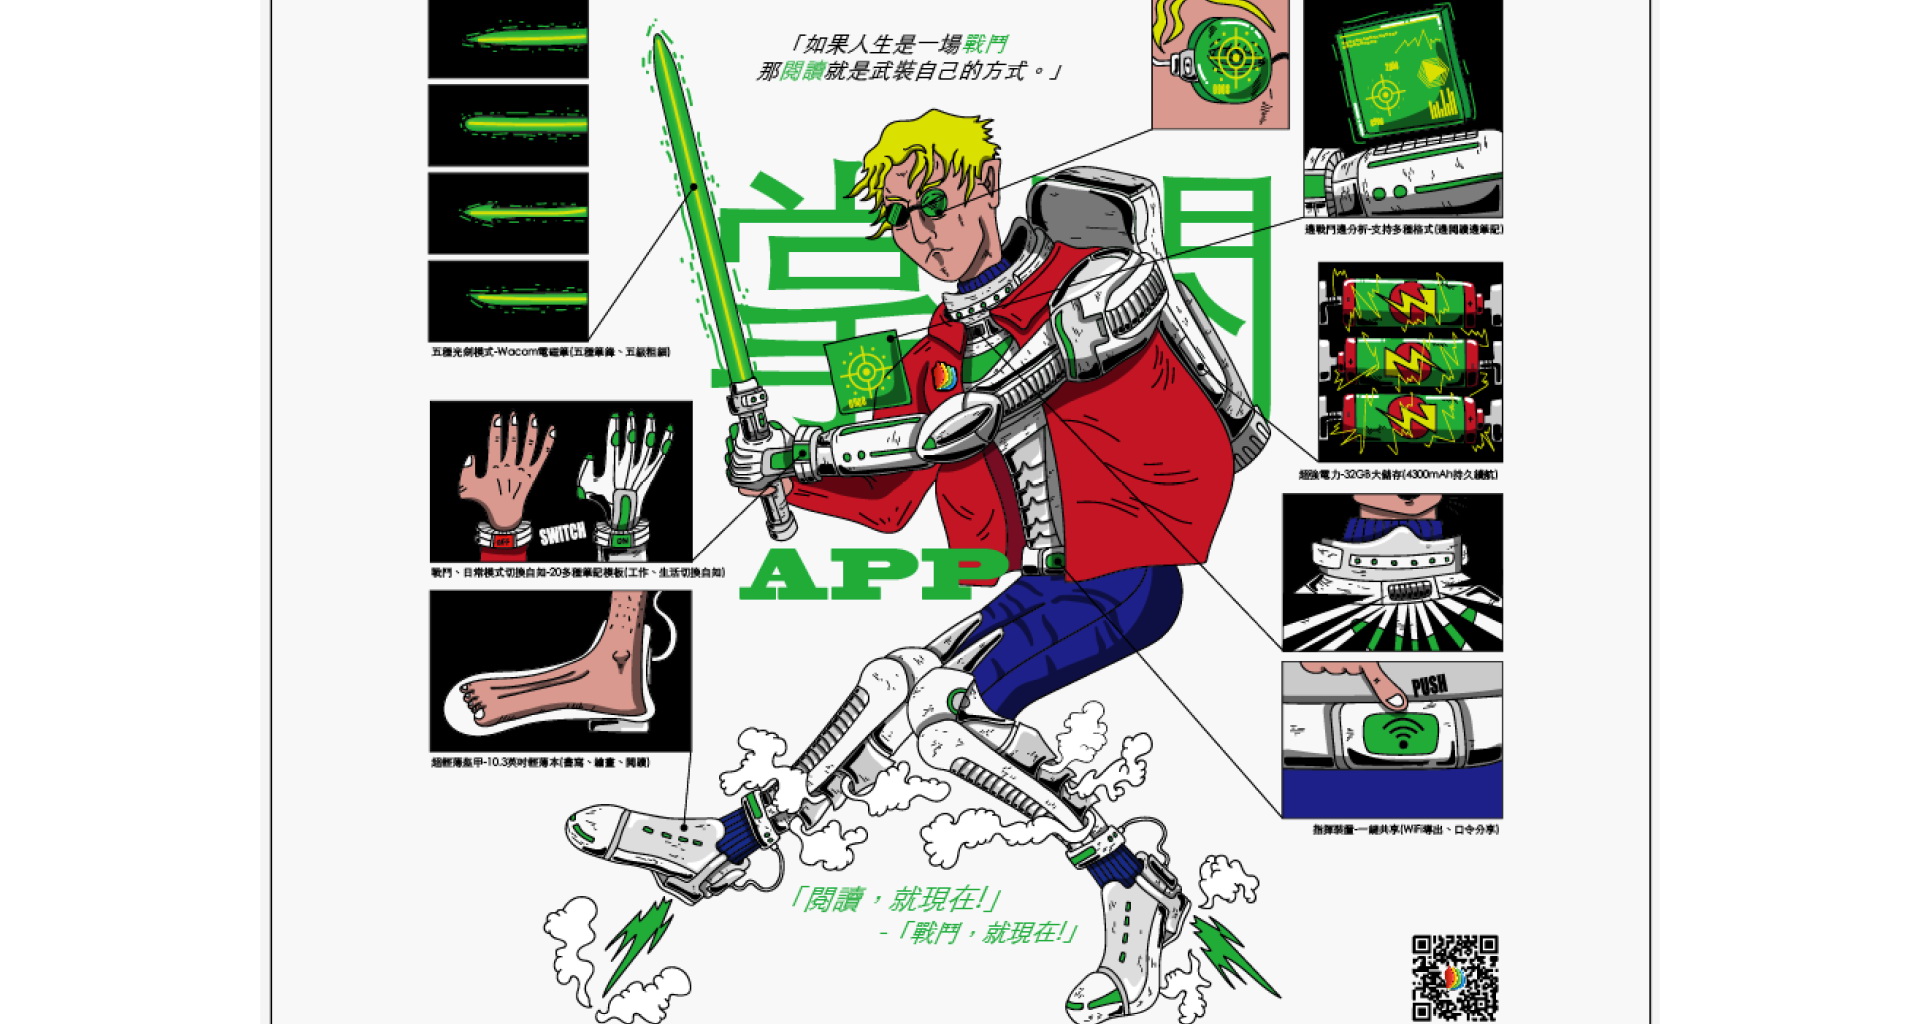 「如果人生是一場戰鬥
那閱讀就是武裝自己的方式。」
掌閱
APP
五種光劍模式-Wacom電磁筆(五種筆鋒、五級粗細)
OFF
SWITCH
ON
戰鬥、日常模式切換自如-20多種筆記模板(工作、生活切換自如)
超輕薄盔甲-10.3英吋輕薄本(書寫、繪畫、閱讀)
邊戰鬥邊分析-支持多種格式(邊閱讀邊筆記)
超強電力-32GB大儲存(4300mAh持久續航)
PUSH
指揮裝置-一鍵共享(WiFi導出、口令分享)
「閱讀，就現在!」
-「戰鬥，就現在!」